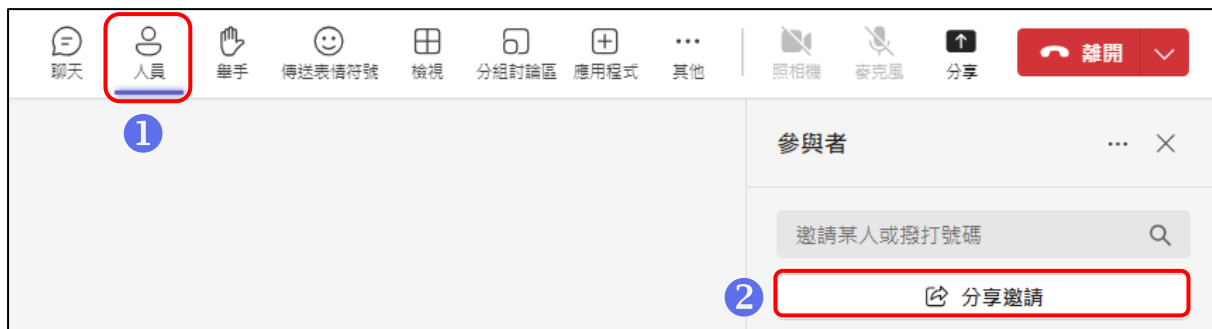 聊天 人員 舉手 傳送表情符號 檢視 分組討論區 應用程式 其他 照相機 麥克風 分享 離開
1
參與者
邀請某人或撥打號碼
2 分享邀請